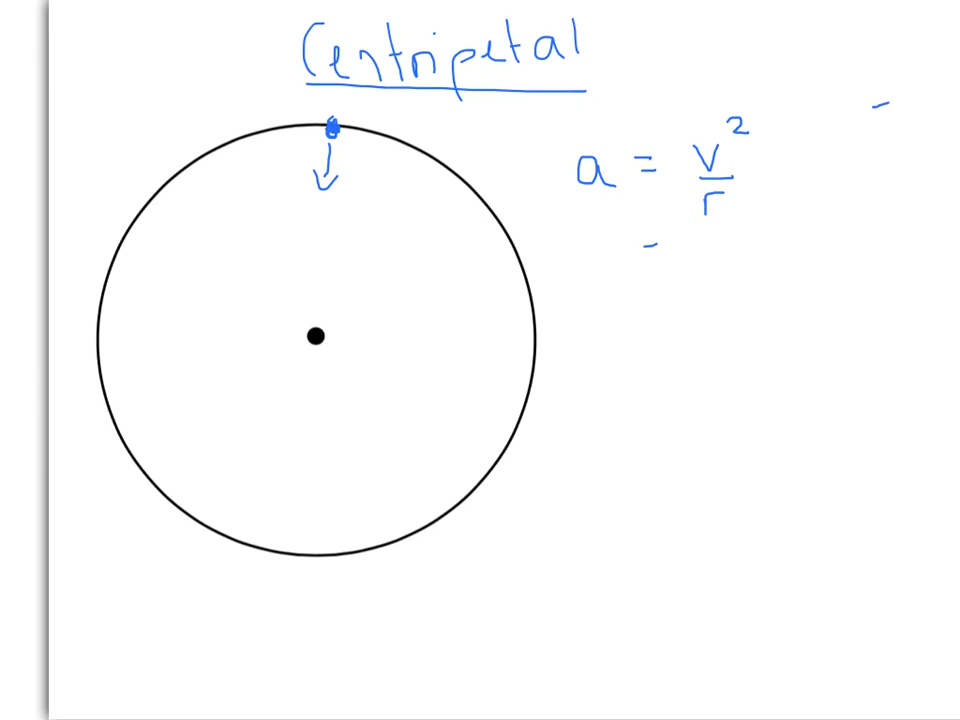 Centripetal
a = v²/r
=